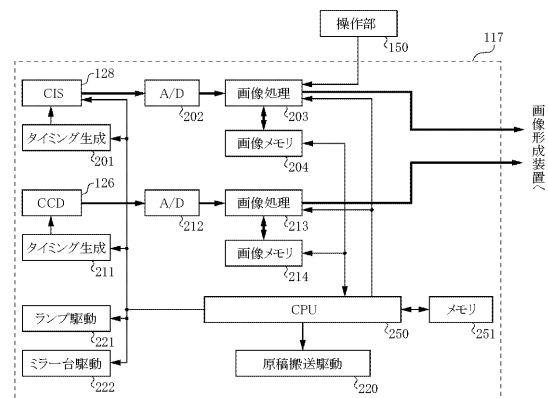 操作部
150
117
128
CIS
A/D
202
画像処理
203
タイミング生成
201
画像メモリ
204
画像形成装置へ
126
CCD
A/D
212
画像処理
213
タイミング生成
211
画像メモリ
214
CPU
250
メモリ
251
ランプ駆動
221
ミラー台駆動
222
原稿搬送駆動
220